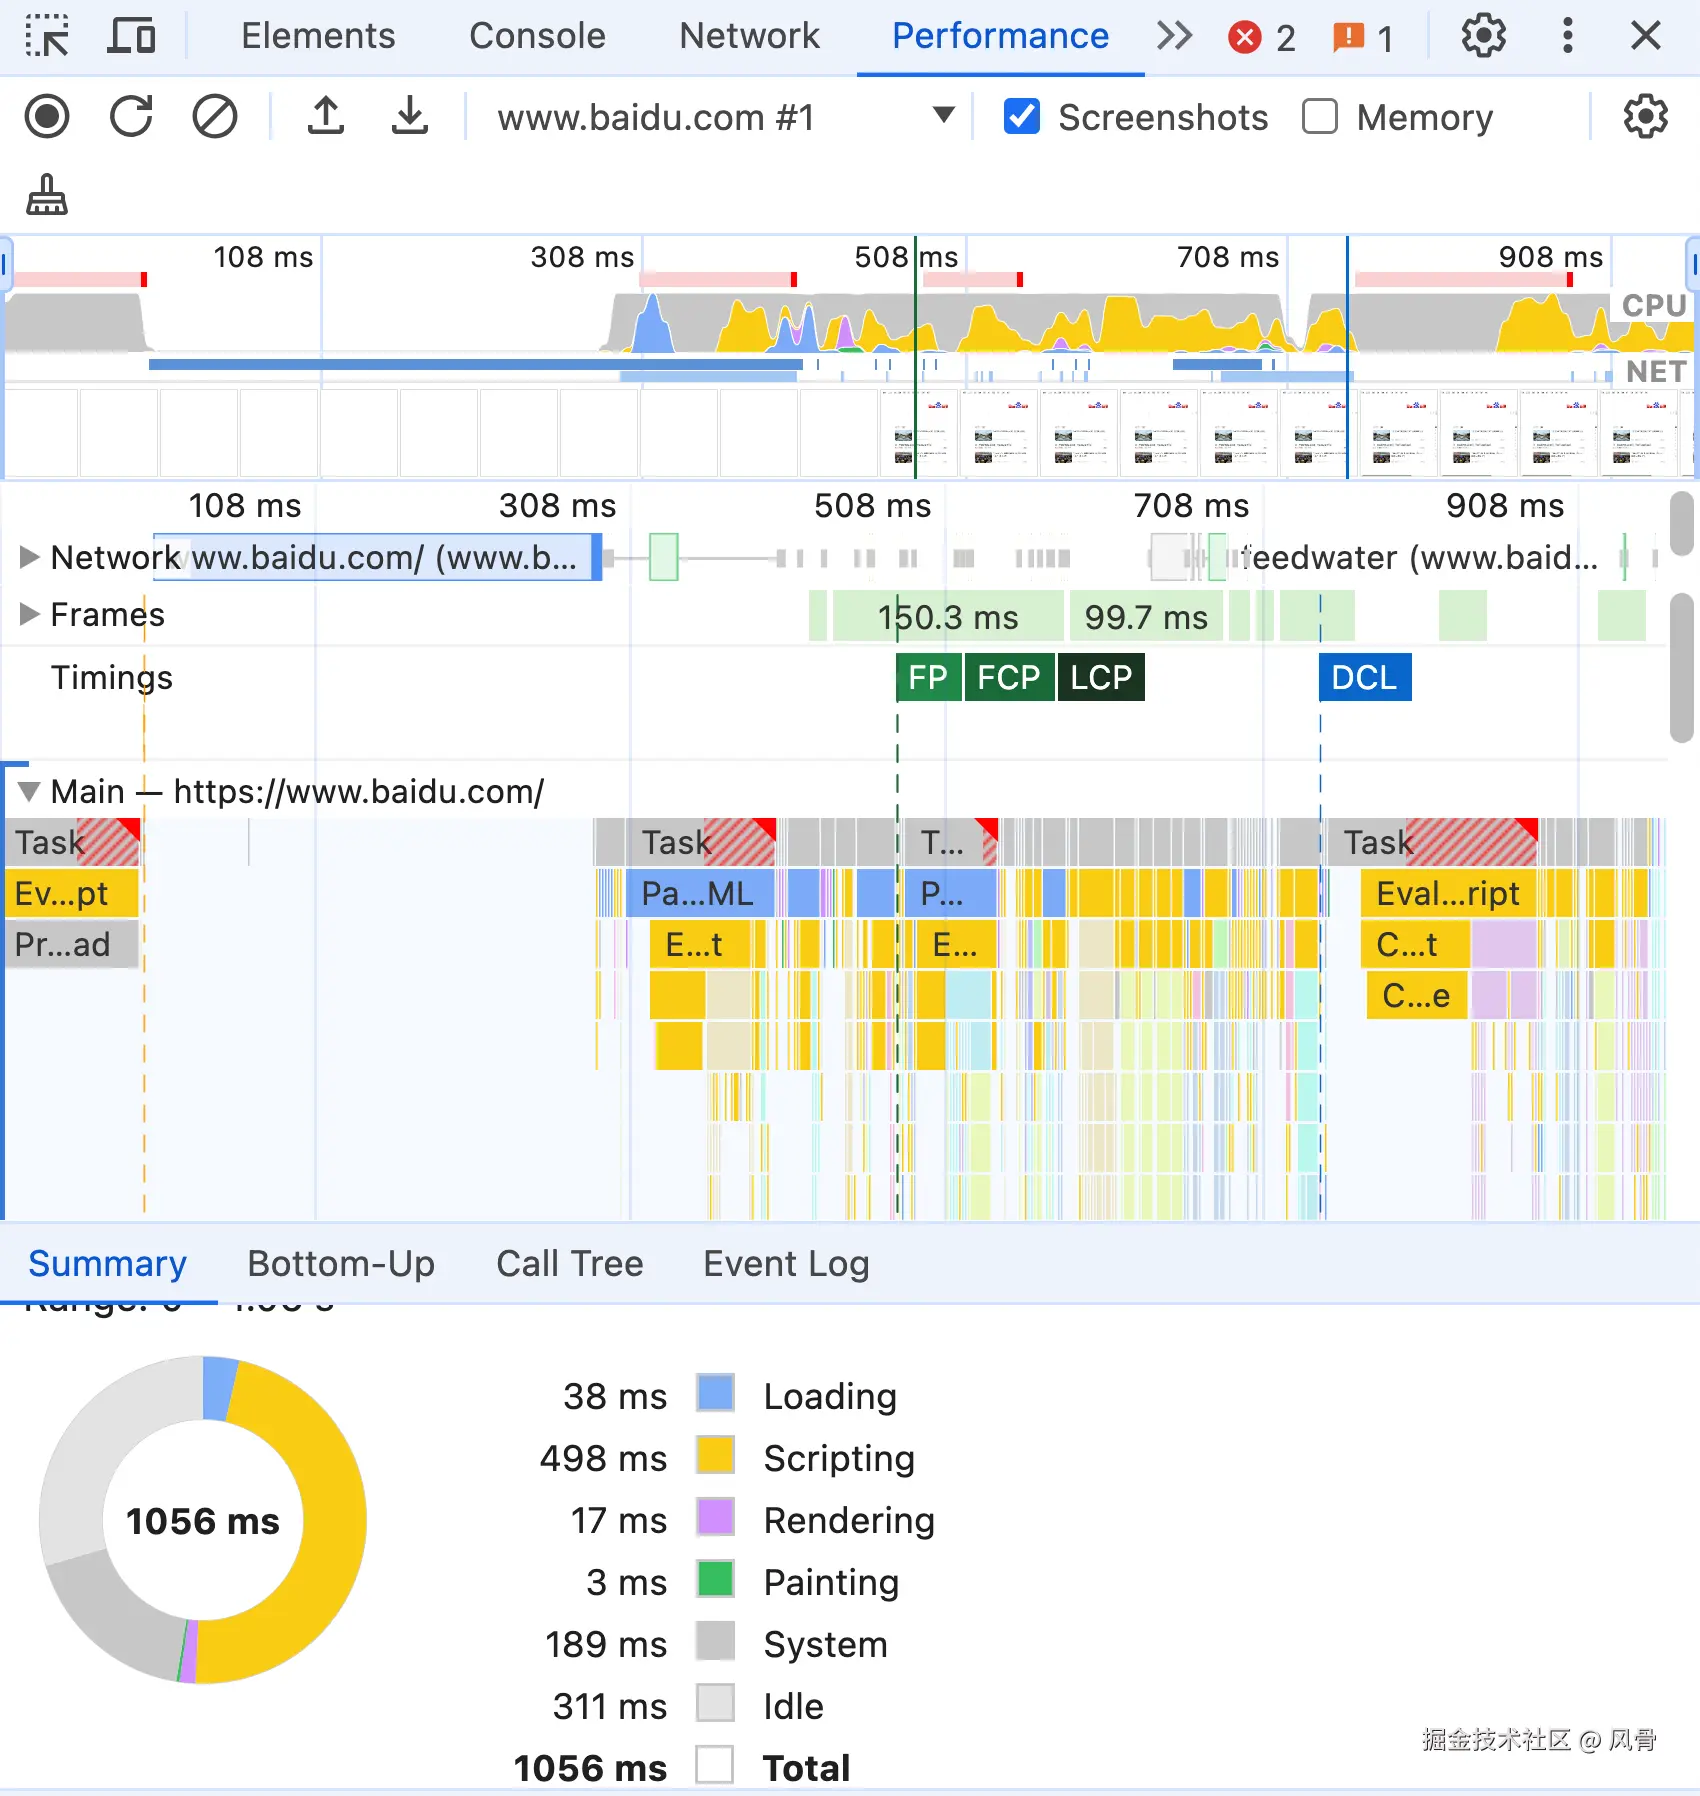 Elements Console Network Performance 2 1
www.baidu.com #1 Screenshots Memory
108 ms 308 ms 508 ms 708 ms 908 ms
CPU
NET
108 ms 308 ms 508 ms 708 ms 908 ms
Network ww.baidu.com/ (www.b... feedwater (www.baid...
Frames 150.3 ms 99.7 ms
Timings FP FCP LCP DCL
Main — https://www.baidu.com/
Task Task T... Task
Ev...pt Pa...ML P... Eval...ript
Pr...ad E...t E... C...t
C...e
Summary Bottom-Up Call Tree Event Log
38 ms Loading
498 ms Scripting
17 ms Rendering
3 ms Painting
189 ms System
311 ms Idle
1056 ms Total
1056 ms
掘金技术社区 @ 风骨